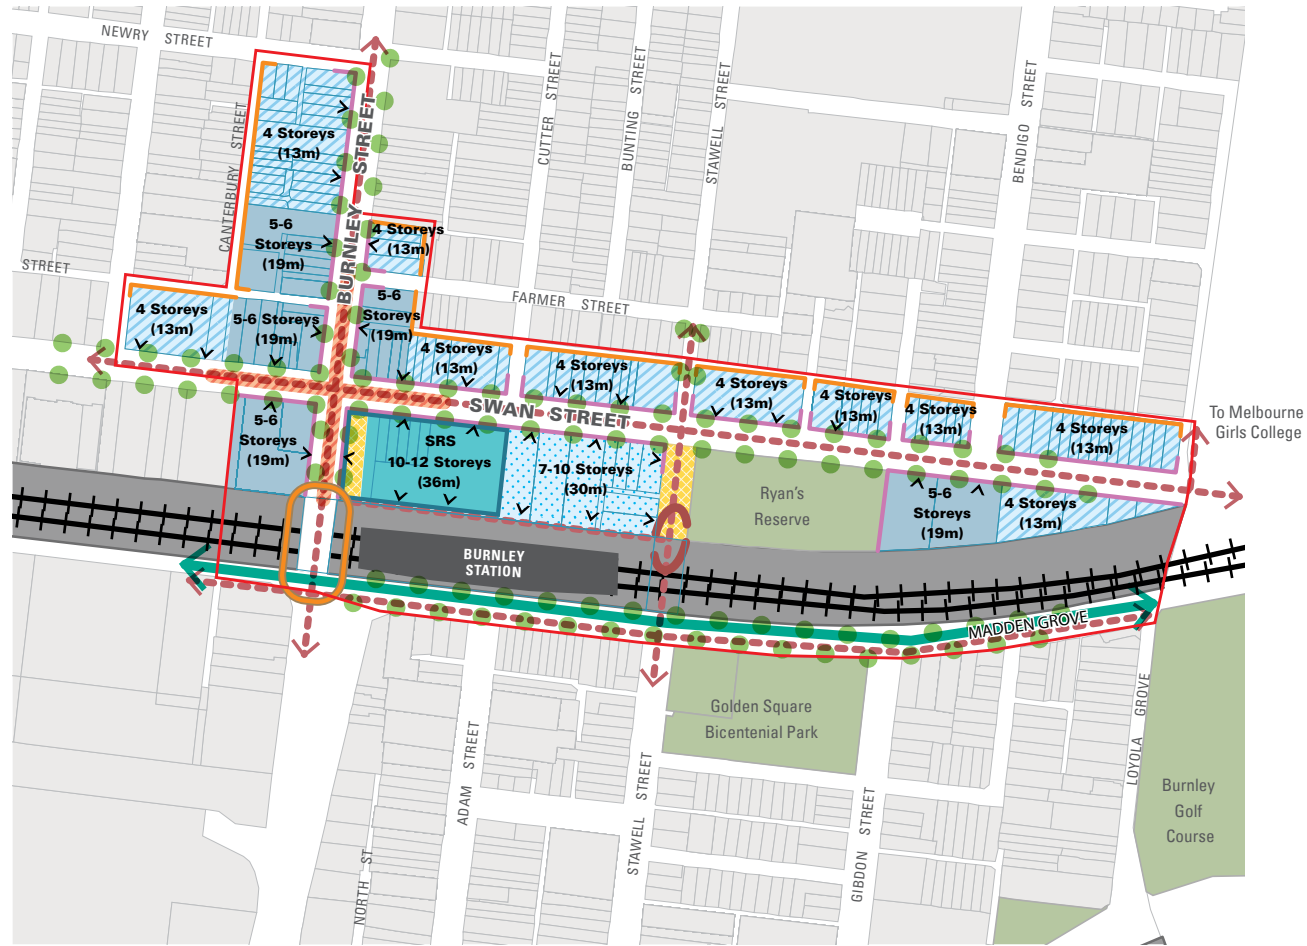 NEWRY STREET
CUTTER STREET
BUNTING STREET
STAWELL STREET
BENDIGO STREET
CANTERBURY STREET
BURNLEY STREET
4 Storeys
(13m)
5-6
Storeys
(19m)
4 Storeys
(13m)
STREET
FARMER STREET
4 Storeys
(13m)
5-6 Storeys
(19m)
5-6
Storeys
(19m)
4 Storeys
(13m)
4 Storeys
(13m)
4 Storeys
(13m)
4 Storeys
(13m)
4 Storeys
(13m)
4 Storeys
(13m)
SWAN STREET
To Melbourne
Girls College
5-6
Storeys
(19m)
SRS
10-12 Storeys
(36m)
7-10 Storeys
(30m)
Ryan's
Reserve
5-6
Storeys
(19m)
4 Storeys
(13m)
BURNLEY
STATION
MADDEN GROVE
Golden Square
Bicentenial Park
LOYOLA GROVE
ADAM STREET
STAWELL STREET
GIBDON STREET
NORTH ST
Burnley
Golf
Course